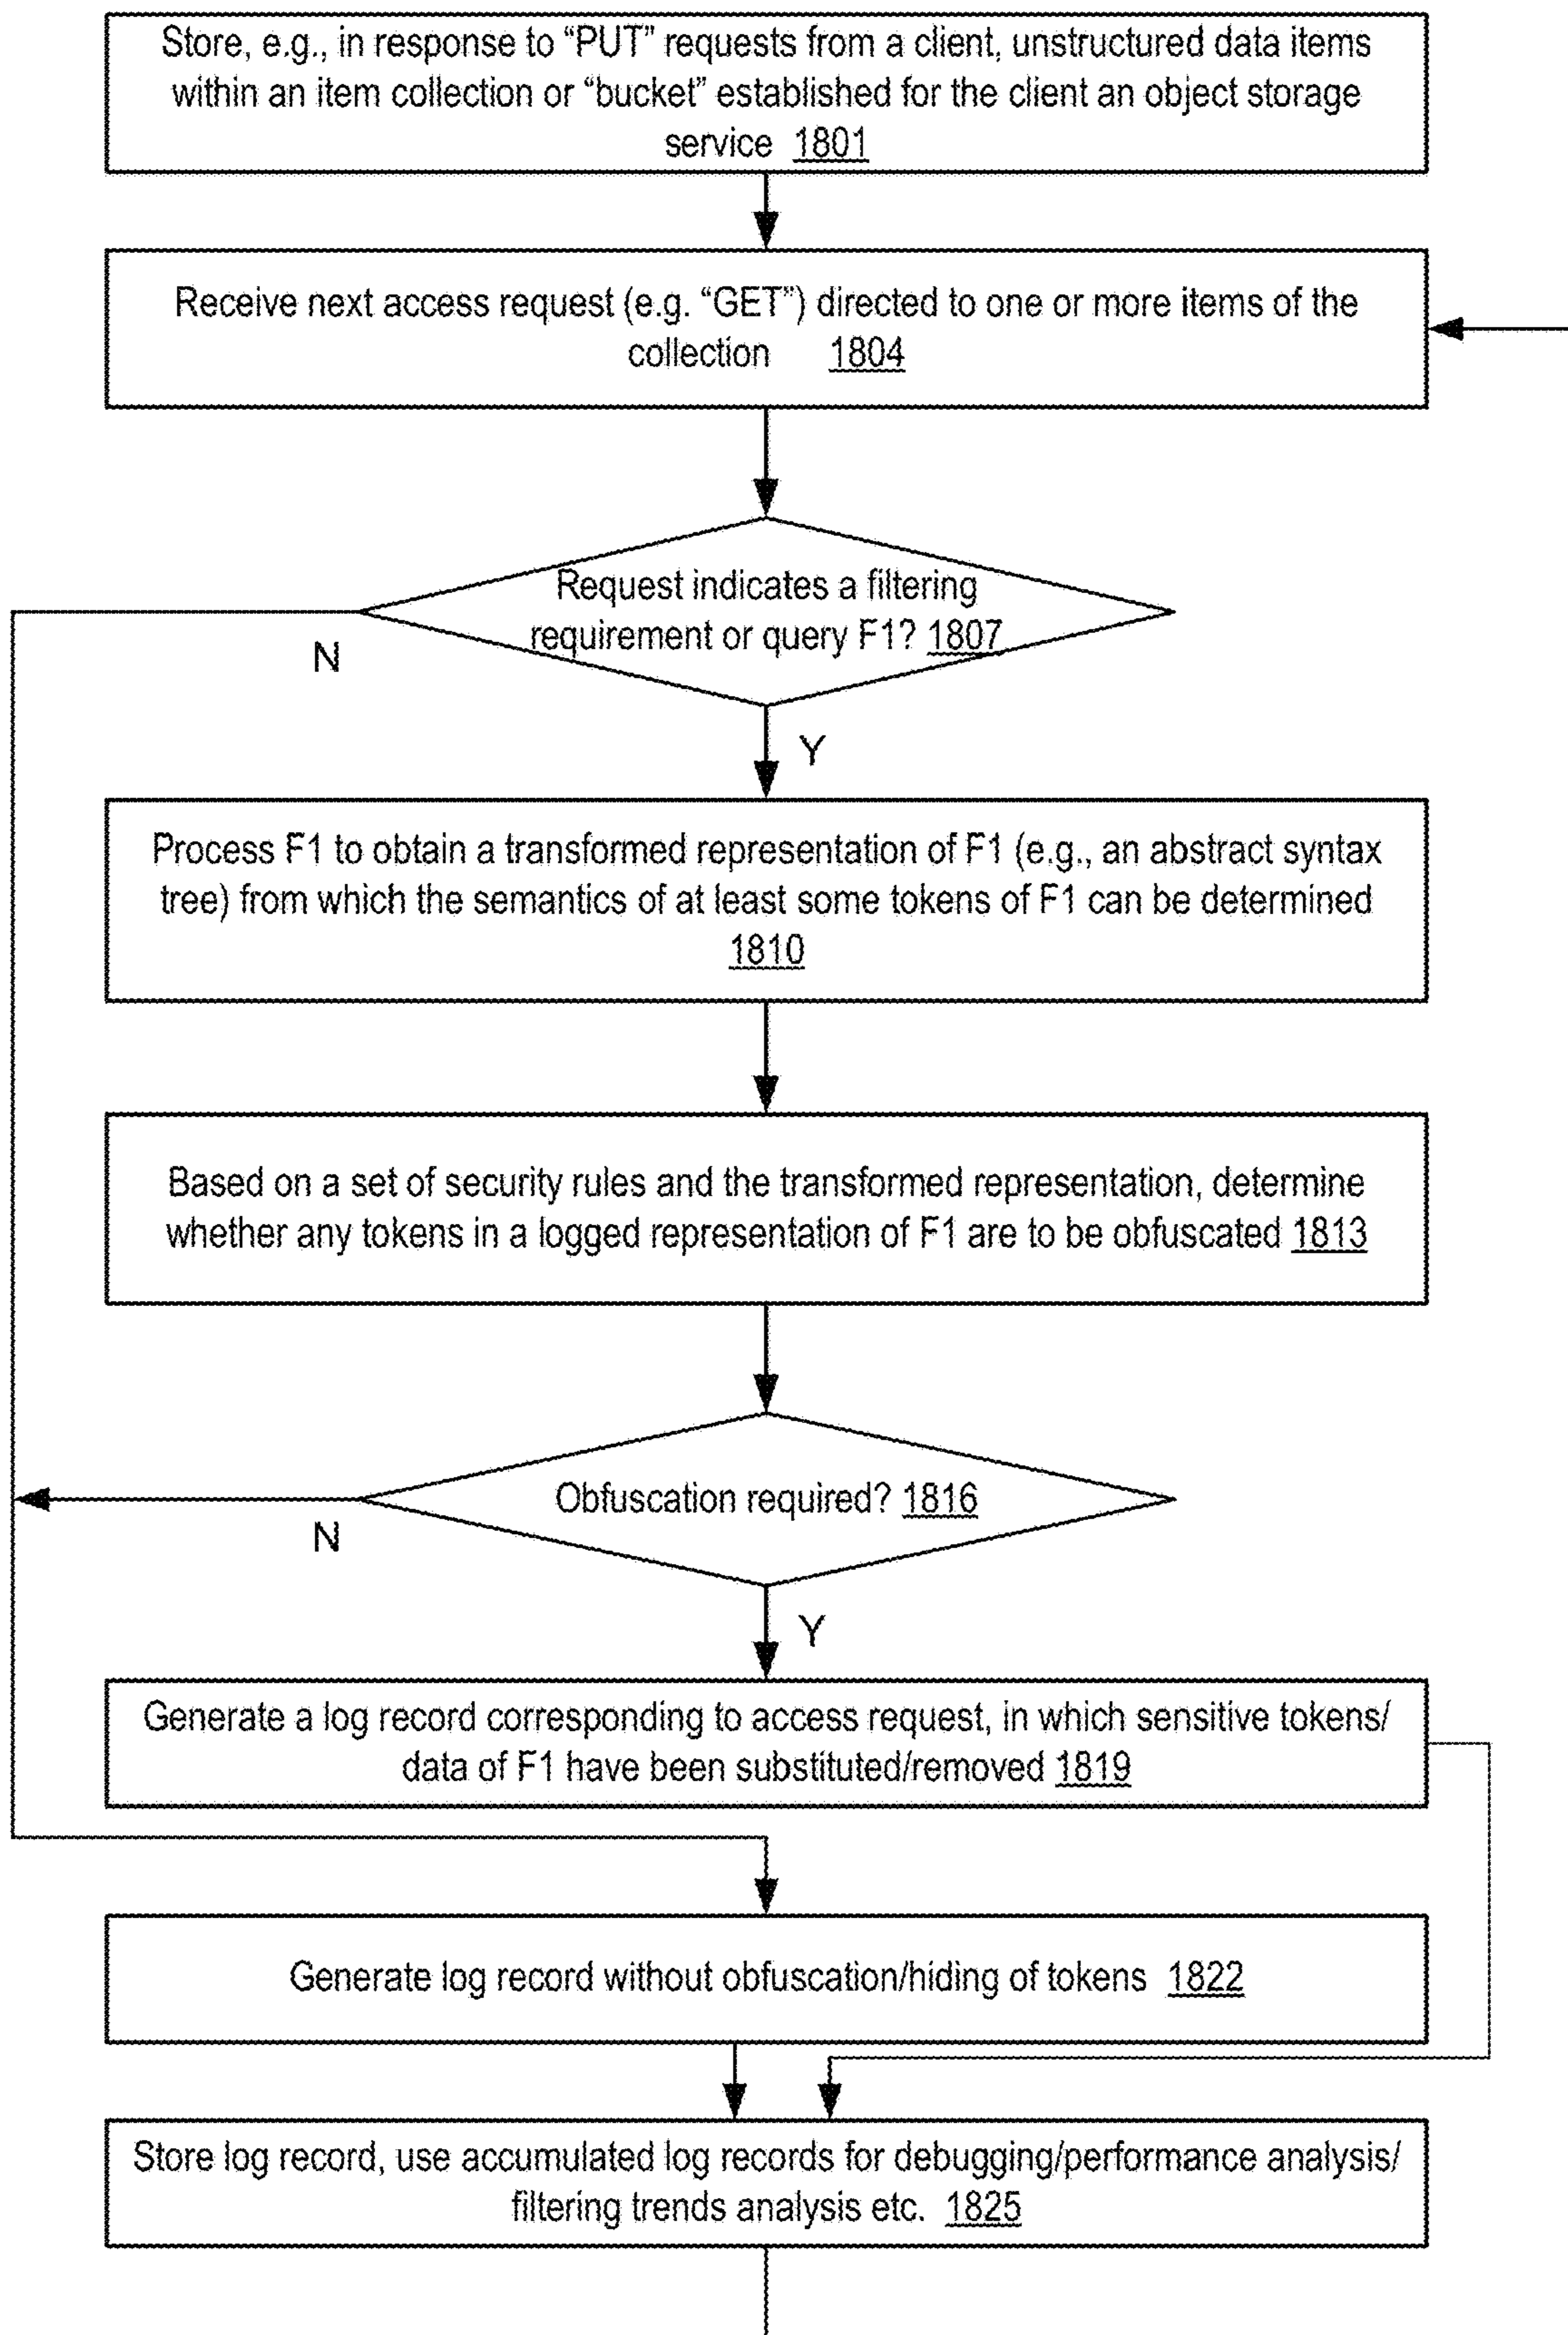 Store, e.g., in response to “PUT” requests from a client, unstructured data items
within an item collection or “bucket” established for the client an object storage
service 1801
Receive next access request (e.g. “GET”) directed to one or more items of the
collection 1804
Request indicates a filtering
requirement or query F1? 1807
N
Y
Process F1 to obtain a transformed representation of F1 (e.g., an abstract syntax
tree) from which the semantics of at least some tokens of F1 can be determined
1810
Based on a set of security rules and the transformed representation, determine
whether any tokens in a logged representation of F1 are to be obfuscated 1813
Obfuscation required? 1816
N
Y
Generate a log record corresponding to access request, in which sensitive tokens/
data of F1 have been substituted/removed 1819
Generate log record without obfuscation/hiding of tokens 1822
Store log record, use accumulated log records for debugging/performance analysis/
filtering trends analysis etc. 1825